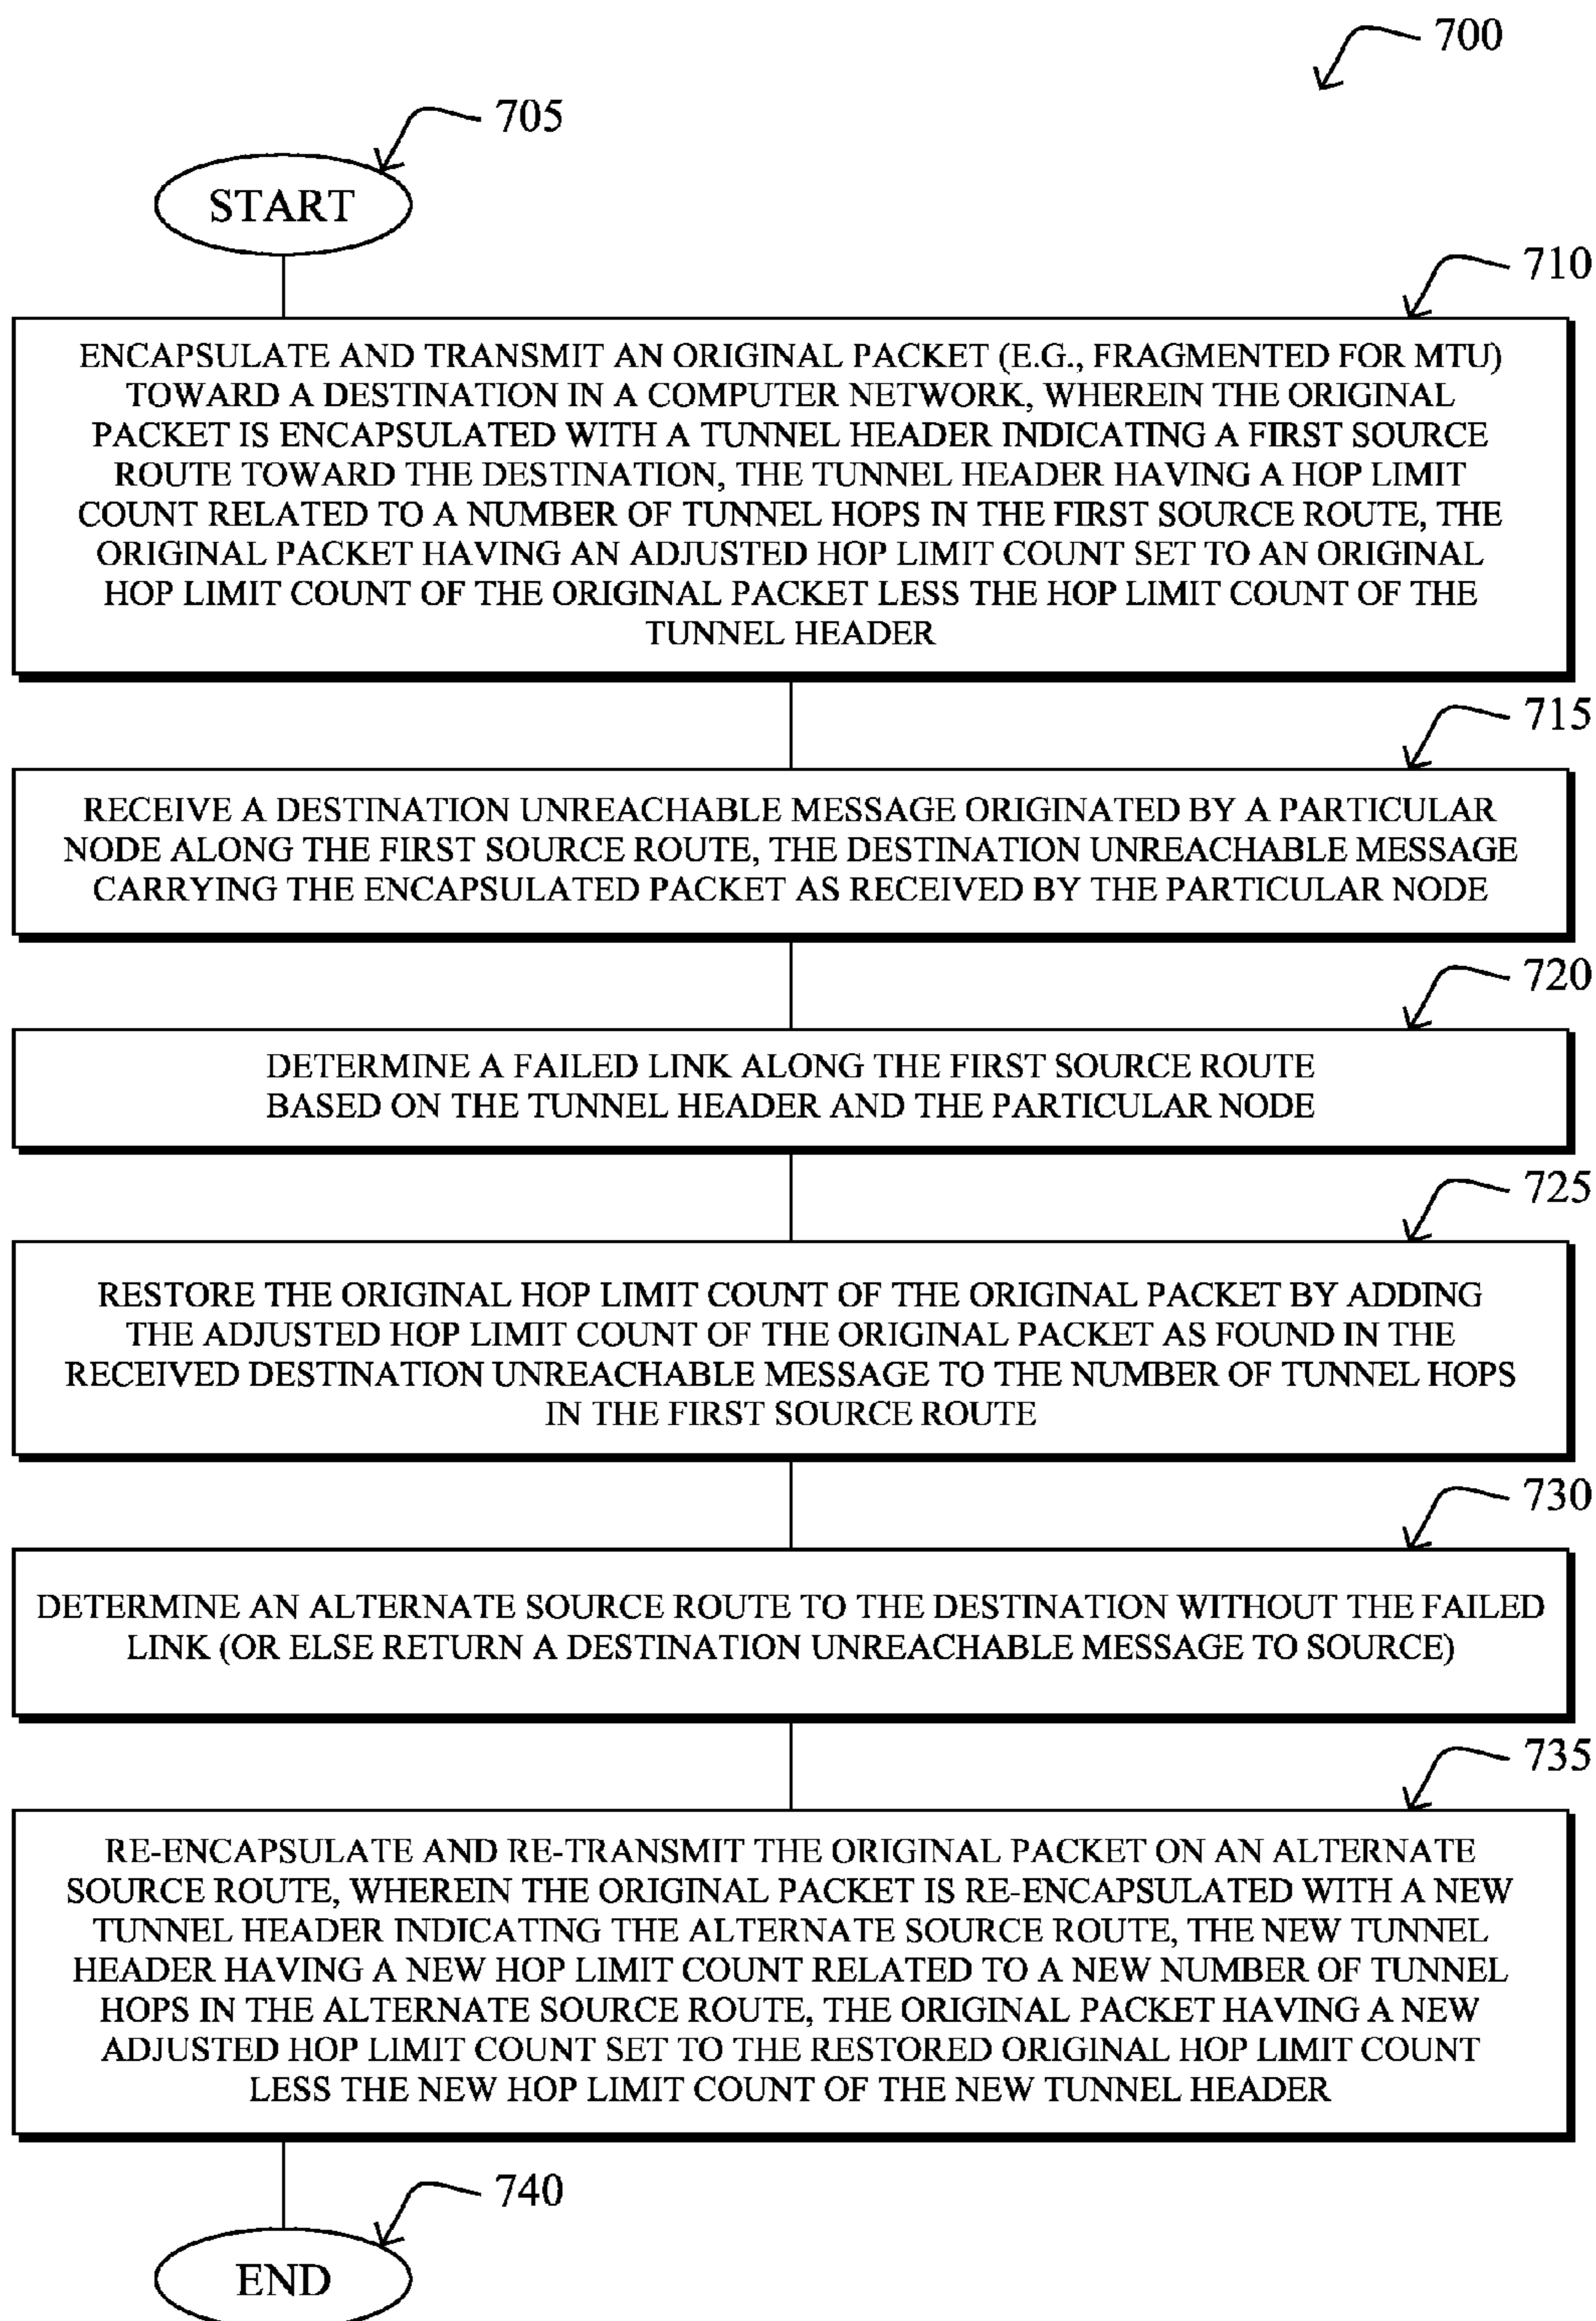 700
705
START
710
ENCAPSULATE AND TRANSMIT AN ORIGINAL PACKET (E.G., FRAGMENTED FOR MTU)
TOWARD A DESTINATION IN A COMPUTER NETWORK, WHEREIN THE ORIGINAL
PACKET IS ENCAPSULATED WITH A TUNNEL HEADER INDICATING A FIRST SOURCE
ROUTE TOWARD THE DESTINATION, THE TUNNEL HEADER HAVING A HOP LIMIT
COUNT RELATED TO A NUMBER OF TUNNEL HOPS IN THE FIRST SOURCE ROUTE, THE
ORIGINAL PACKET HAVING AN ADJUSTED HOP LIMIT COUNT SET TO AN ORIGINAL
HOP LIMIT COUNT OF THE ORIGINAL PACKET LESS THE HOP LIMIT COUNT OF THE
TUNNEL HEADER
715
RECEIVE A DESTINATION UNREACHABLE MESSAGE ORIGINATED BY A PARTICULAR
NODE ALONG THE FIRST SOURCE ROUTE, THE DESTINATION UNREACHABLE MESSAGE
CARRYING THE ENCAPSULATED PACKET AS RECEIVED BY THE PARTICULAR NODE
720
DETERMINE A FAILED LINK ALONG THE FIRST SOURCE ROUTE
BASED ON THE TUNNEL HEADER AND THE PARTICULAR NODE
725
RESTORE THE ORIGINAL HOP LIMIT COUNT OF THE ORIGINAL PACKET BY ADDING
THE ADJUSTED HOP LIMIT COUNT OF THE ORIGINAL PACKET AS FOUND IN THE
RECEIVED DESTINATION UNREACHABLE MESSAGE TO THE NUMBER OF TUNNEL HOPS
IN THE FIRST SOURCE ROUTE
730
DETERMINE AN ALTERNATE SOURCE ROUTE TO THE DESTINATION WITHOUT THE FAILED
LINK (OR ELSE RETURN A DESTINATION UNREACHABLE MESSAGE TO SOURCE)
735
RE-ENCAPSULATE AND RE-TRANSMIT THE ORIGINAL PACKET ON AN ALTERNATE
SOURCE ROUTE, WHEREIN THE ORIGINAL PACKET IS RE-ENCAPSULATED WITH A NEW
TUNNEL HEADER INDICATING THE ALTERNATE SOURCE ROUTE, THE NEW TUNNEL
HEADER HAVING A NEW HOP LIMIT COUNT RELATED TO A NEW NUMBER OF TUNNEL
HOPS IN THE ALTERNATE SOURCE ROUTE, THE ORIGINAL PACKET HAVING A NEW
ADJUSTED HOP LIMIT COUNT SET TO THE RESTORED ORIGINAL HOP LIMIT COUNT
LESS THE NEW HOP LIMIT COUNT OF THE NEW TUNNEL HEADER
740
END